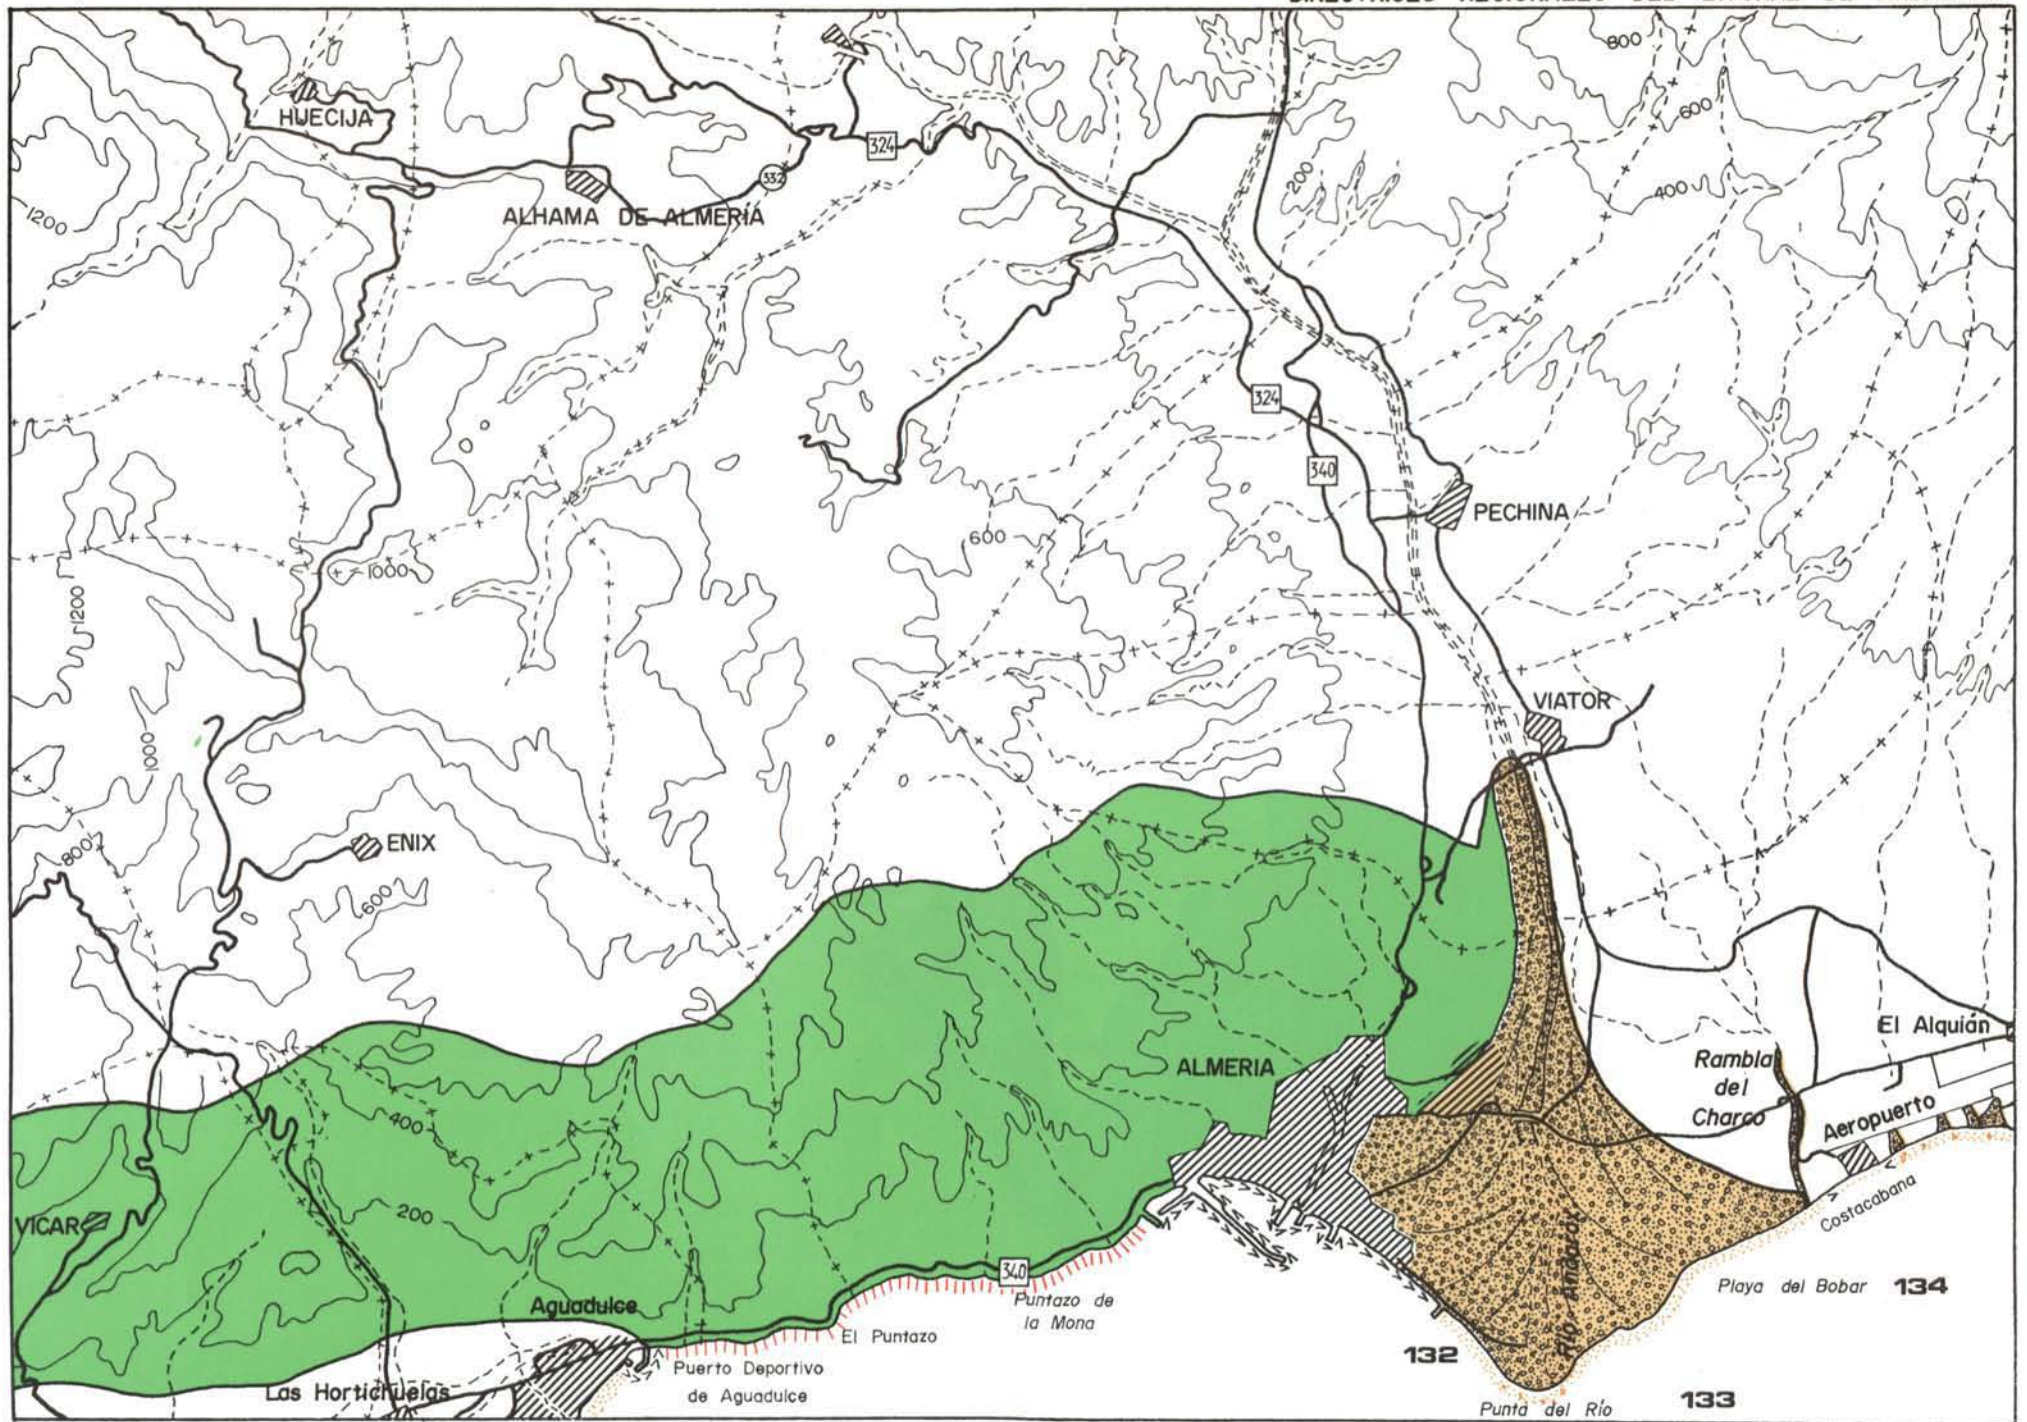 800
HUECIJA
324
600
332
200
400
1200
ALHAMA DE ALMERIA
324
340
PECHINA
600
1000
1200
VIATOR
1000
ENIX
800
600
El Alquián
Rambla
del
Charco
ALMERIA
Aeropuerto
400
200
VICAR
Costacabana
Río Andarax
340
Playa del Bobar 134
Aguadulce
Puntazo de
la Mona
El Puntazo
132
Puerto Deportivo
de Aguadulce
Las Hortichuelas
133
Punta del Río